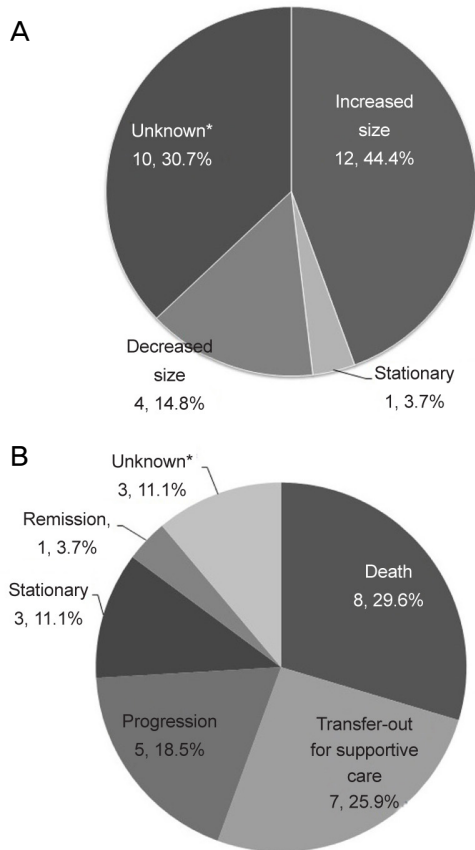 A
Increased
size
12, 44.4%
Unknown*
10, 30.7%
Decreased
size
4, 14.8%
Stationary
1, 3.7%
B
Unknown*
3, 11.1%
Remission,
1, 3.7%
Stationary
3, 11.1%
Death
8, 29.6%
Progression
5, 18.5%
Transfer-out
for supportive
care
7, 25.9%